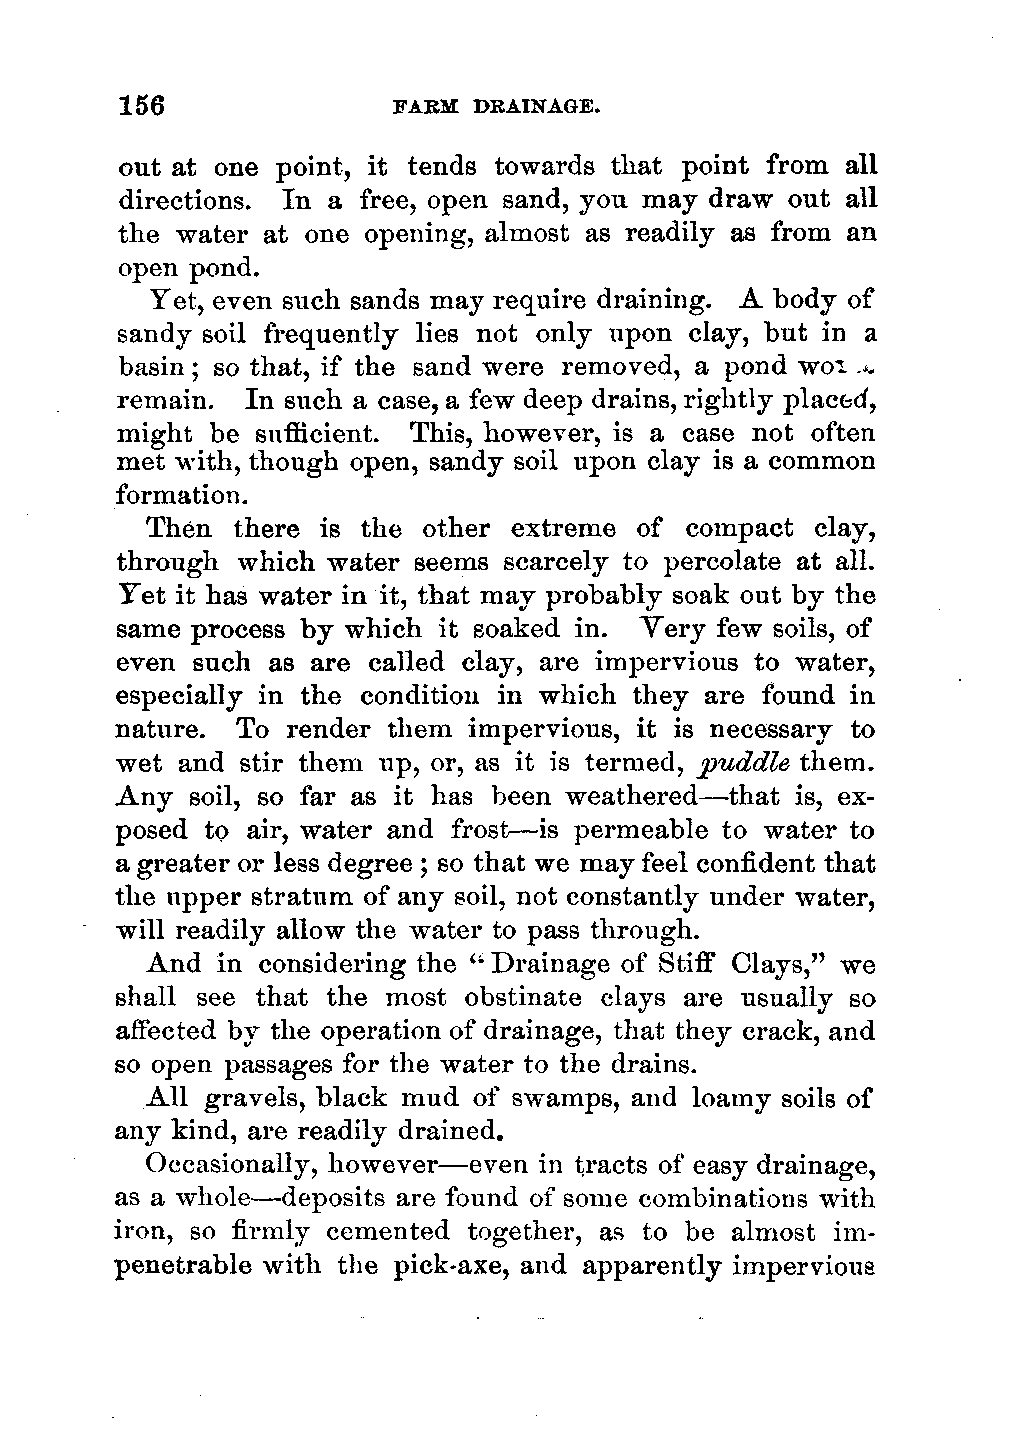 156 FARM DRAINAGE.
out at one point, it tends towards that point from all
directions. In a free, open sand, you may draw out all
the water at one opening, almost as readily as from an
open pond.
Yet, even such sands may require draining. A body of
sandy soil frequently lies not only upon clay, but in a
basin; so that, if the sand were removed, a pond
remain. In such a case, a few deep drains, rightly placed,
might be sufficient. This, however, is a case not often
met with, though open, sandy soil upon clay is a common
formation.
Then there is the other extreme of compact clay,
through which water seems scarcely to percolate at all.
Yet it has water in it, that may probably soak out by the
same process by which it soaked in. Very few soils, of
even such as are called clay, are impervious to water,
especially in the condition in which they are found in
nature. To render them impervious, it is necessary to
wet and stir them up, or, as it is termed, puddle them.
Any soil, so far as it has been weathered—that is, ex-
posed to air, water and frost—is permeable to water to
a greater or less degree; so that we may feel confident that
the upper stratum of any soil, not constantly under water,
will readily allow the water to pass through.
And in considering the "Drainage of Stiff Clays," we
shall see that the most obstinate clays are usually so
affected by the operation of drainage, that they crack, and
so open passages for the water to the drains.
All gravels, black mud of swamps, and loamy soils of
any kind, are readily drained.
Occasionally, however—even in tracts of easy drainage,
as a whole—deposits are found of some combinations with
iron, so firmly cemented together, as to be almost im-
penetrable with the pick-axe, and apparently impervious